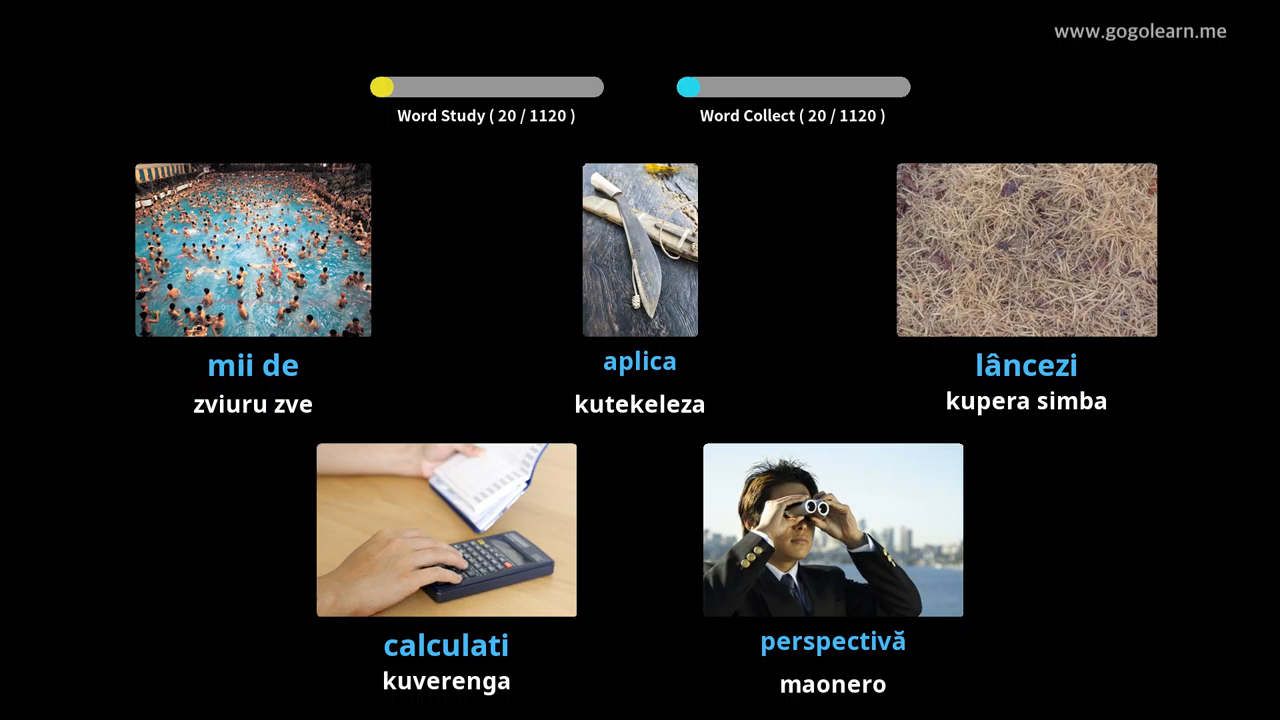 www.gogolearn.me
Word Study ( 20 / 1120 )
Word Collect ( 20 / 1120 )
mii de
zviuru zve
aplica
kutekeleza
lâncezi
kupera simba
calculati
kuverenga
perspectivă
maonero